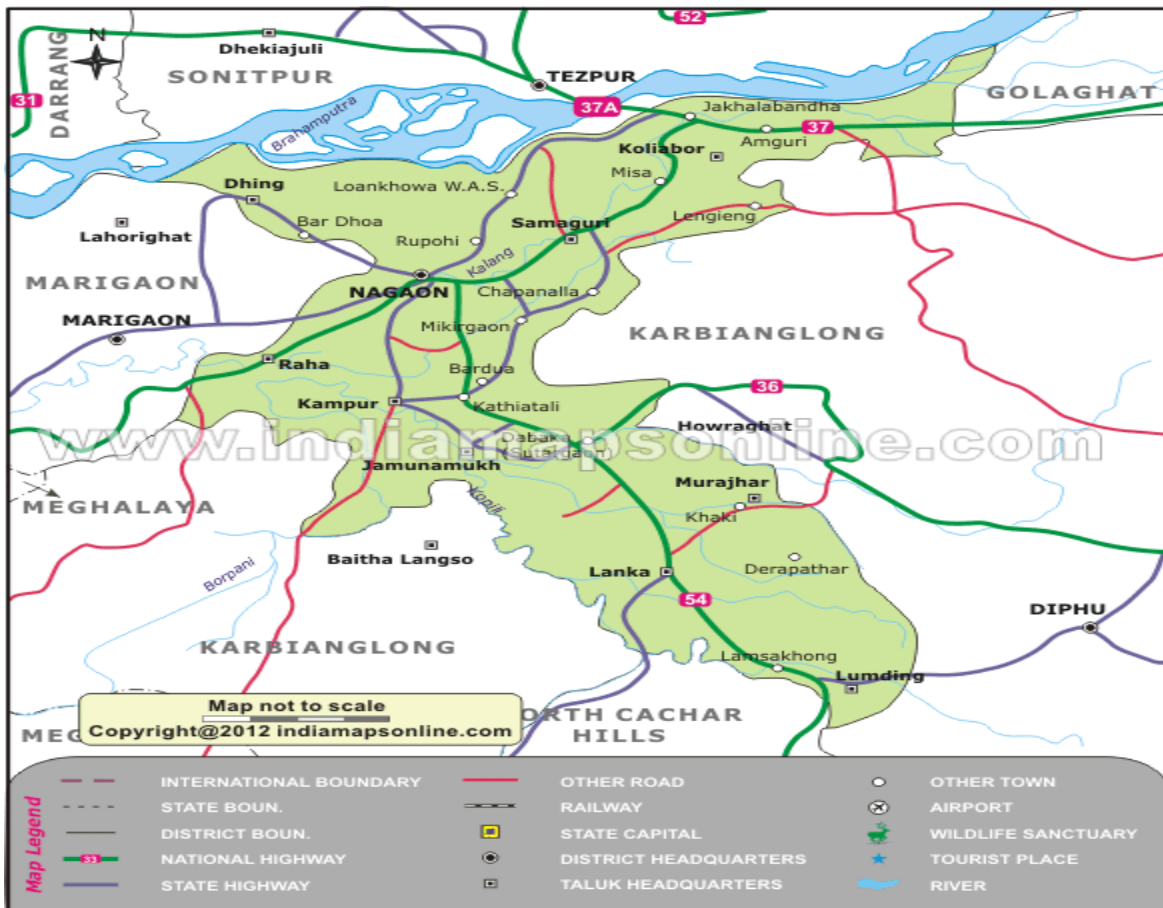 52
N
Dhekiajuli
DARRANG
SONITPUR
TEZPUR
31
37A
GOLAGHAT
Jakhalabandha
37
Brahamputra
Amguri
Koliabor
Misa
Dhing
Loankhowa W.A.S.
Lengieng
Bar Dhoa
Samaguri
Lahorighat
Rupohi
Kalang
MARIGAON
NAGAON
Chapanalla
MARIGAON
Mikirgaon
KARBIANGLONG
Raha
Bardua
36
Kampur
Kathiatali
Howraghat
www.indiamapsonline.com
Dabaka
(Sutargaon)
Jamunamukh
Murajhar
MEGHALAYA
Kopili
Khaki
Baitha Langso
Derapathar
Lanka
Borpani
54
DIPHU
KARBIANGLONG
Lamsakhong
Lumding
Map not to scale
Copyright@2012 indiamapsonline.com
ORTH CACHAR
HILLS
MEG
Map Legend
INTERNATIONAL BOUNDARY
OTHER ROAD
OTHER TOWN
STATE BOUN.
RAILWAY
AIRPORT
DISTRICT BOUN.
STATE CAPITAL
WILDLIFE SANCTUARY
33
NATIONAL HIGHWAY
DISTRICT HEADQUARTERS
TOURIST PLACE
STATE HIGHWAY
TALUK HEADQUARTERS
RIVER